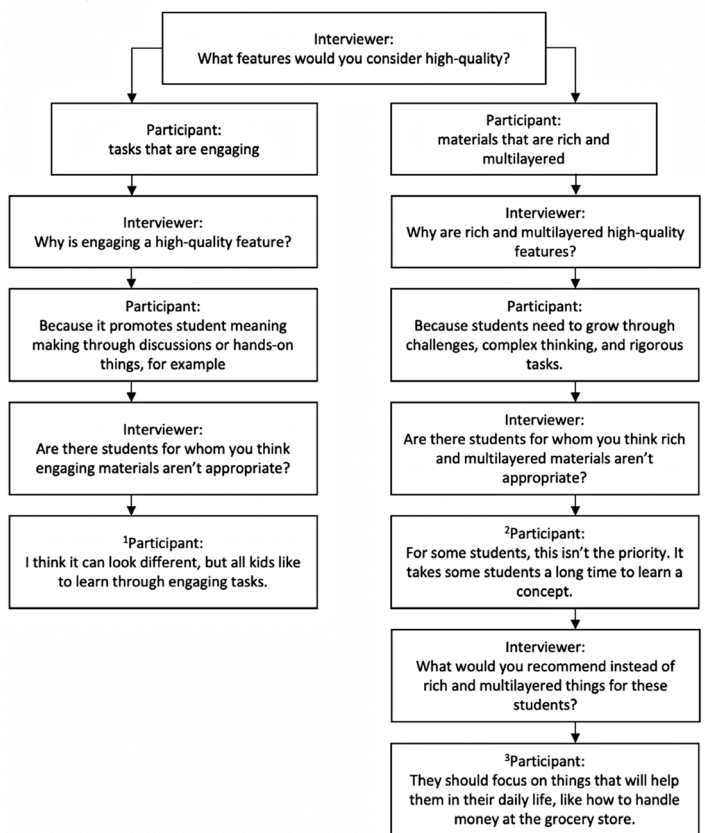 Interviewer:
What features would you consider high-quality?
Participant:
tasks that are engaging
Interviewer:
Why is engaging a high-quality feature?
Participant:
Because it promotes student meaning
making through discussions or hands-on
things, for example
Interviewer:
Are there students for whom you think
engaging materials aren’t appropriate?
¹Participant:
I think it can look different, but all kids like
to learn through engaging tasks.
Participant:
materials that are rich and
multilayered
Interviewer:
Why are rich and multilayered high-quality
features?
Participant:
Because students need to grow through
challenges, complex thinking, and rigorous
tasks.
Interviewer:
Are there students for whom you think rich
and multilayered materials aren’t
appropriate?
²Participant:
For some students, this isn’t the priority. It
takes some students a long time to learn a
concept.
Interviewer:
What would you recommend instead of
rich and multilayered things for these
students?
³Participant:
They should focus on things that will help
them in their daily life, like how to handle
money at the grocery store.